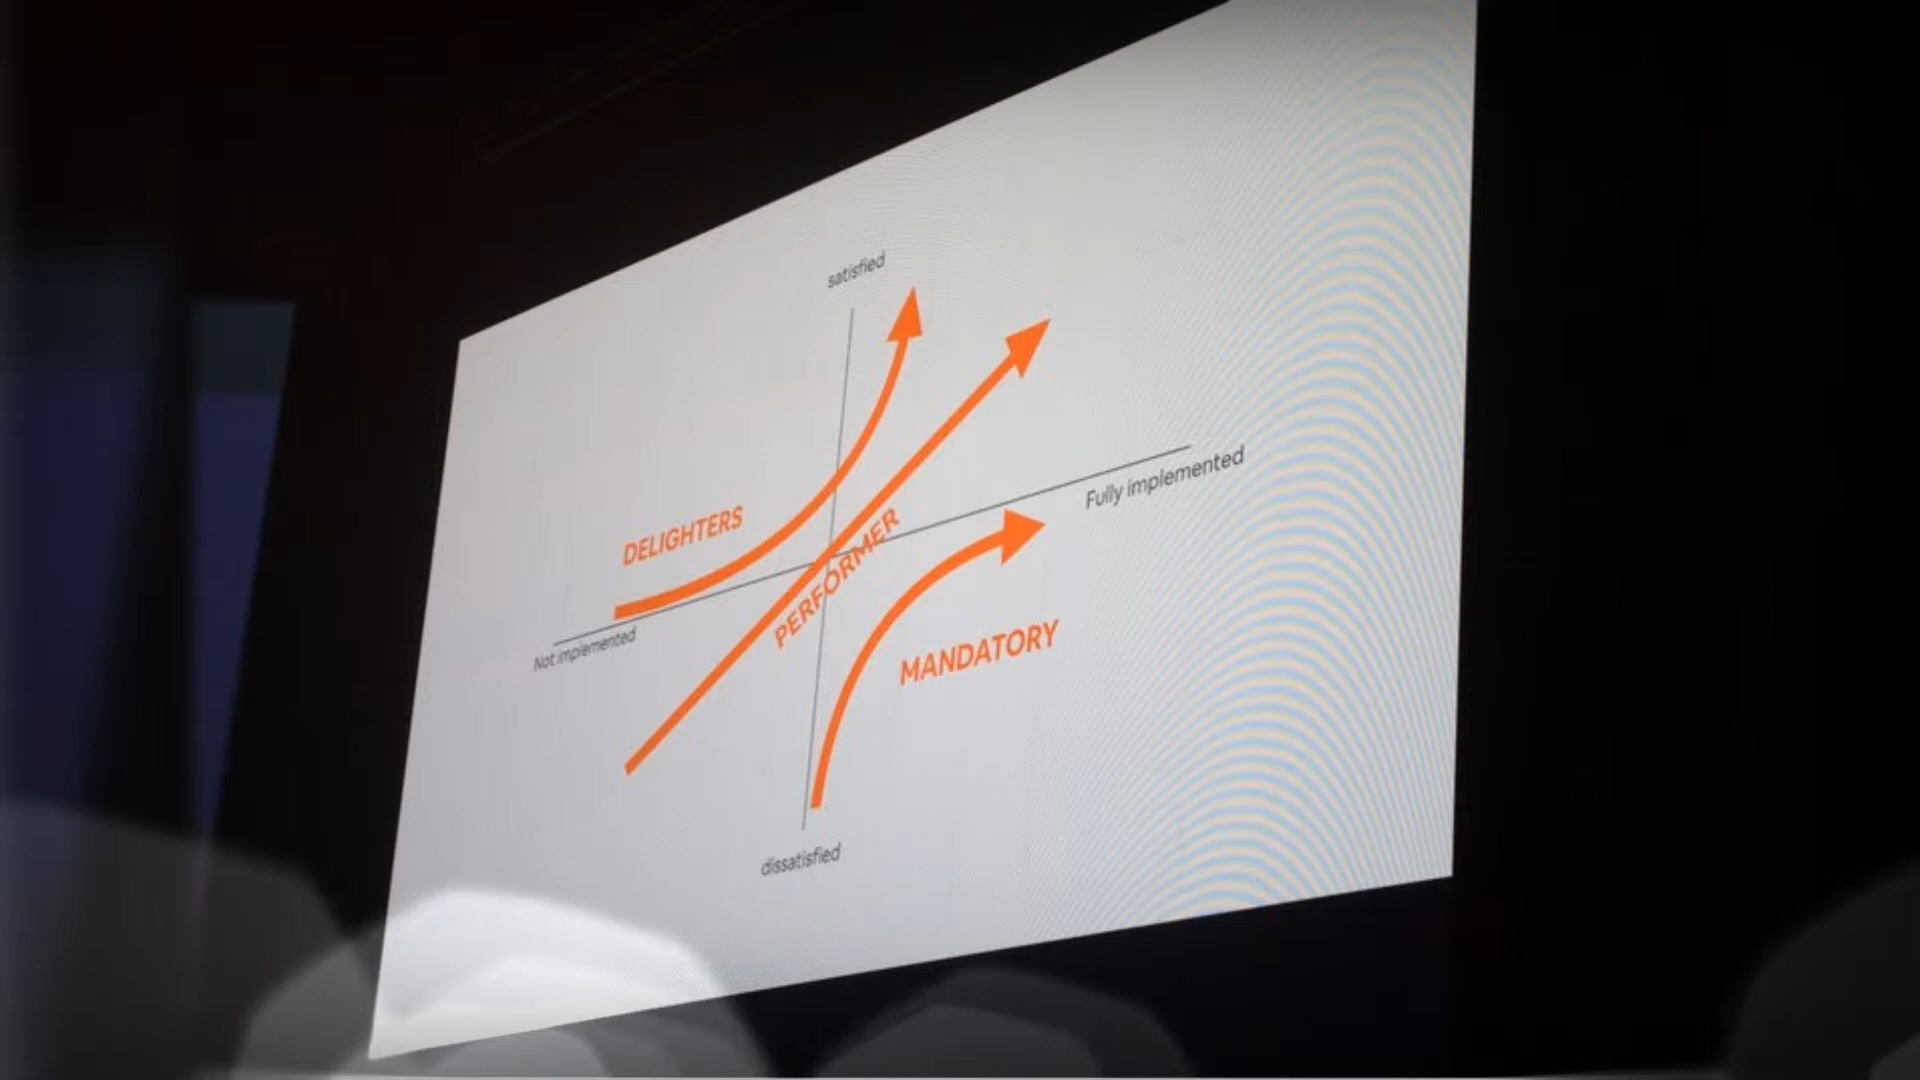 satisfied
DELIGHTERS
PERFORMER
Fully implemented
Not implemented
MANDATORY
dissatisfied